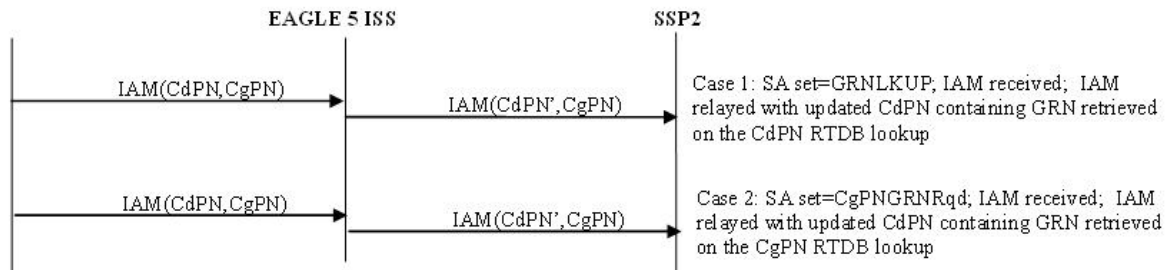 EAGLE 5 ISS
SSP2
IAM(CdPN,CgPN)
IAM(CdPN',CgPN)
Case 1: SA set=GRNLKUP; IAM received; IAM
relayed with updated CdPN containing GRN retrieved
on the CdPN RTDB lookup
IAM(CdPN,CgPN)
IAM(CdPN',CgPN)
Case 2: SA set=CgPNGRNRqd; IAM received; IAM
relayed with updated CdPN containing GRN retrieved
on the CgPN RTDB lookup